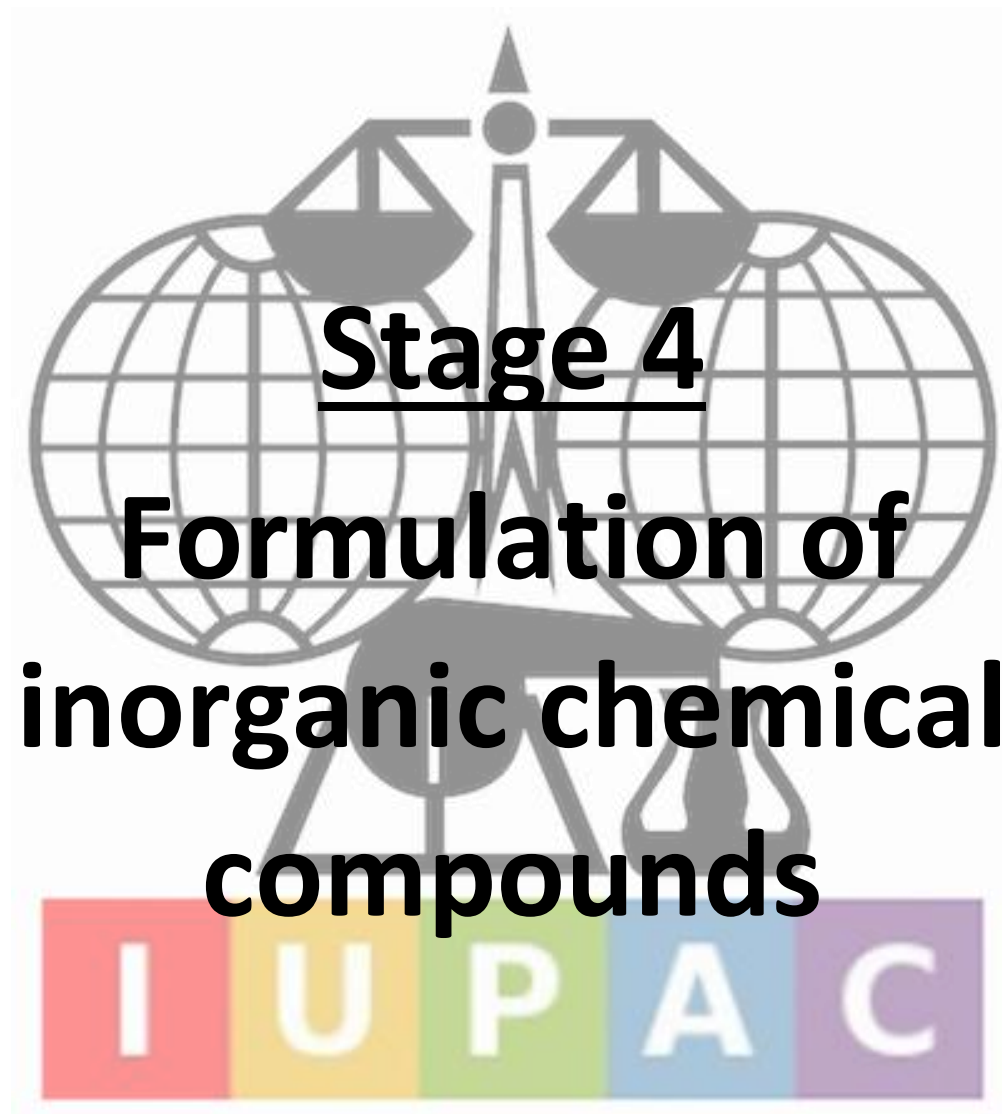 Stage 4
Formulation of
inorganic chemical
compounds
IUPAC